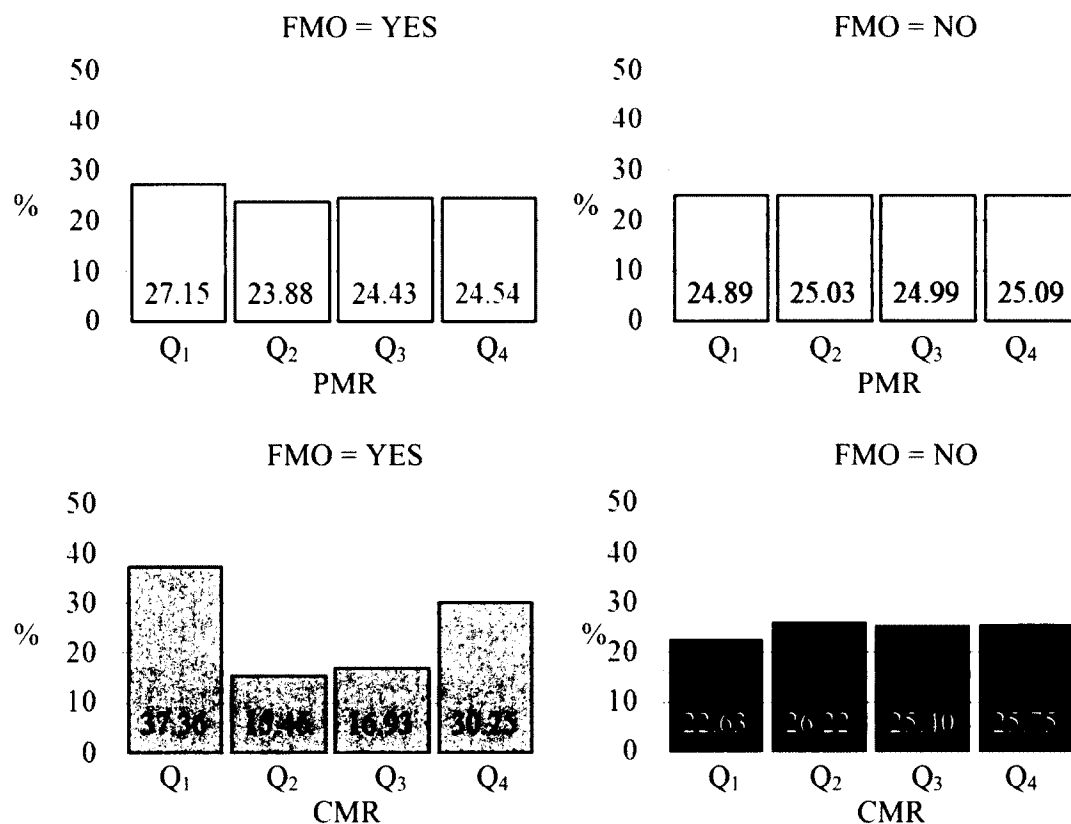 FMO = YES
50
40
30
%
20
10
0
27.15 23.88 24.43 24.54
Q1 Q2 Q3 Q4
PMR
FMO = NO
50
40
30
%
20
10
0
24.89 25.03 24.99 25.09
Q1 Q2 Q3 Q4
PMR
FMO = YES
50
40
30
%
20
10
0
37.36 15.46 16.93 30.25
Q1 Q2 Q3 Q4
CMR
FMO = NO
50
40
30
%
20
10
0
22.63 26.22 25.40 25.75
Q1 Q2 Q3 Q4
CMR